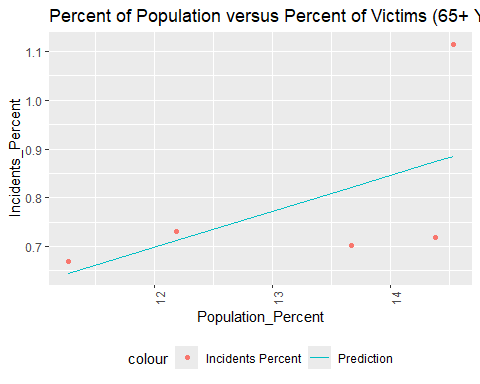 Percent of Population versus Percent of Victims (65+ Y
1.1
1.0
0.9
0.8
0.7
Incidents_Percent
12
13
14
Population_Percent
colour Incidents Percent Prediction